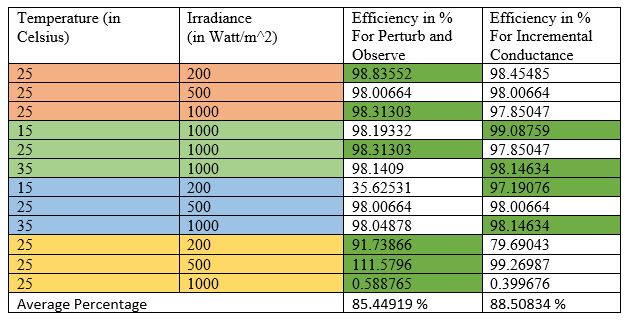 Temperature (in Celsius) Irradiance (in Watt/m^2) Efficiency in % For Perturb and Observe Efficiency in % For Incremental Conductance
25 200 98.83552 98.45485
25 500 98.00664 98.00664
25 1000 98.31303 97.85047
15 1000 98.19332 99.08759
25 1000 98.31303 97.85047
35 1000 98.1409 98.14634
15 200 35.62531 97.19076
25 500 98.00664 98.00664
35 1000 98.04878 98.14634
25 200 91.73866 79.69043
25 500 111.5796 99.26987
25 1000 0.588765 0.399676
Average Percentage 85.44919 % 88.50834 %